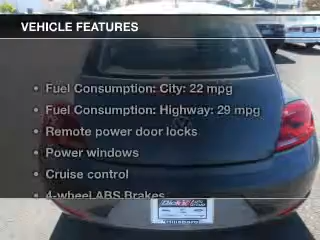 VEHICLE FEATURES
• Fuel Consumption: City: 22 mpg
• Fuel Consumption: Highway: 29 mpg
• Remote power door locks
• Power windows
• Cruise control
• 4-wheel ABS Brakes
Hillsboro